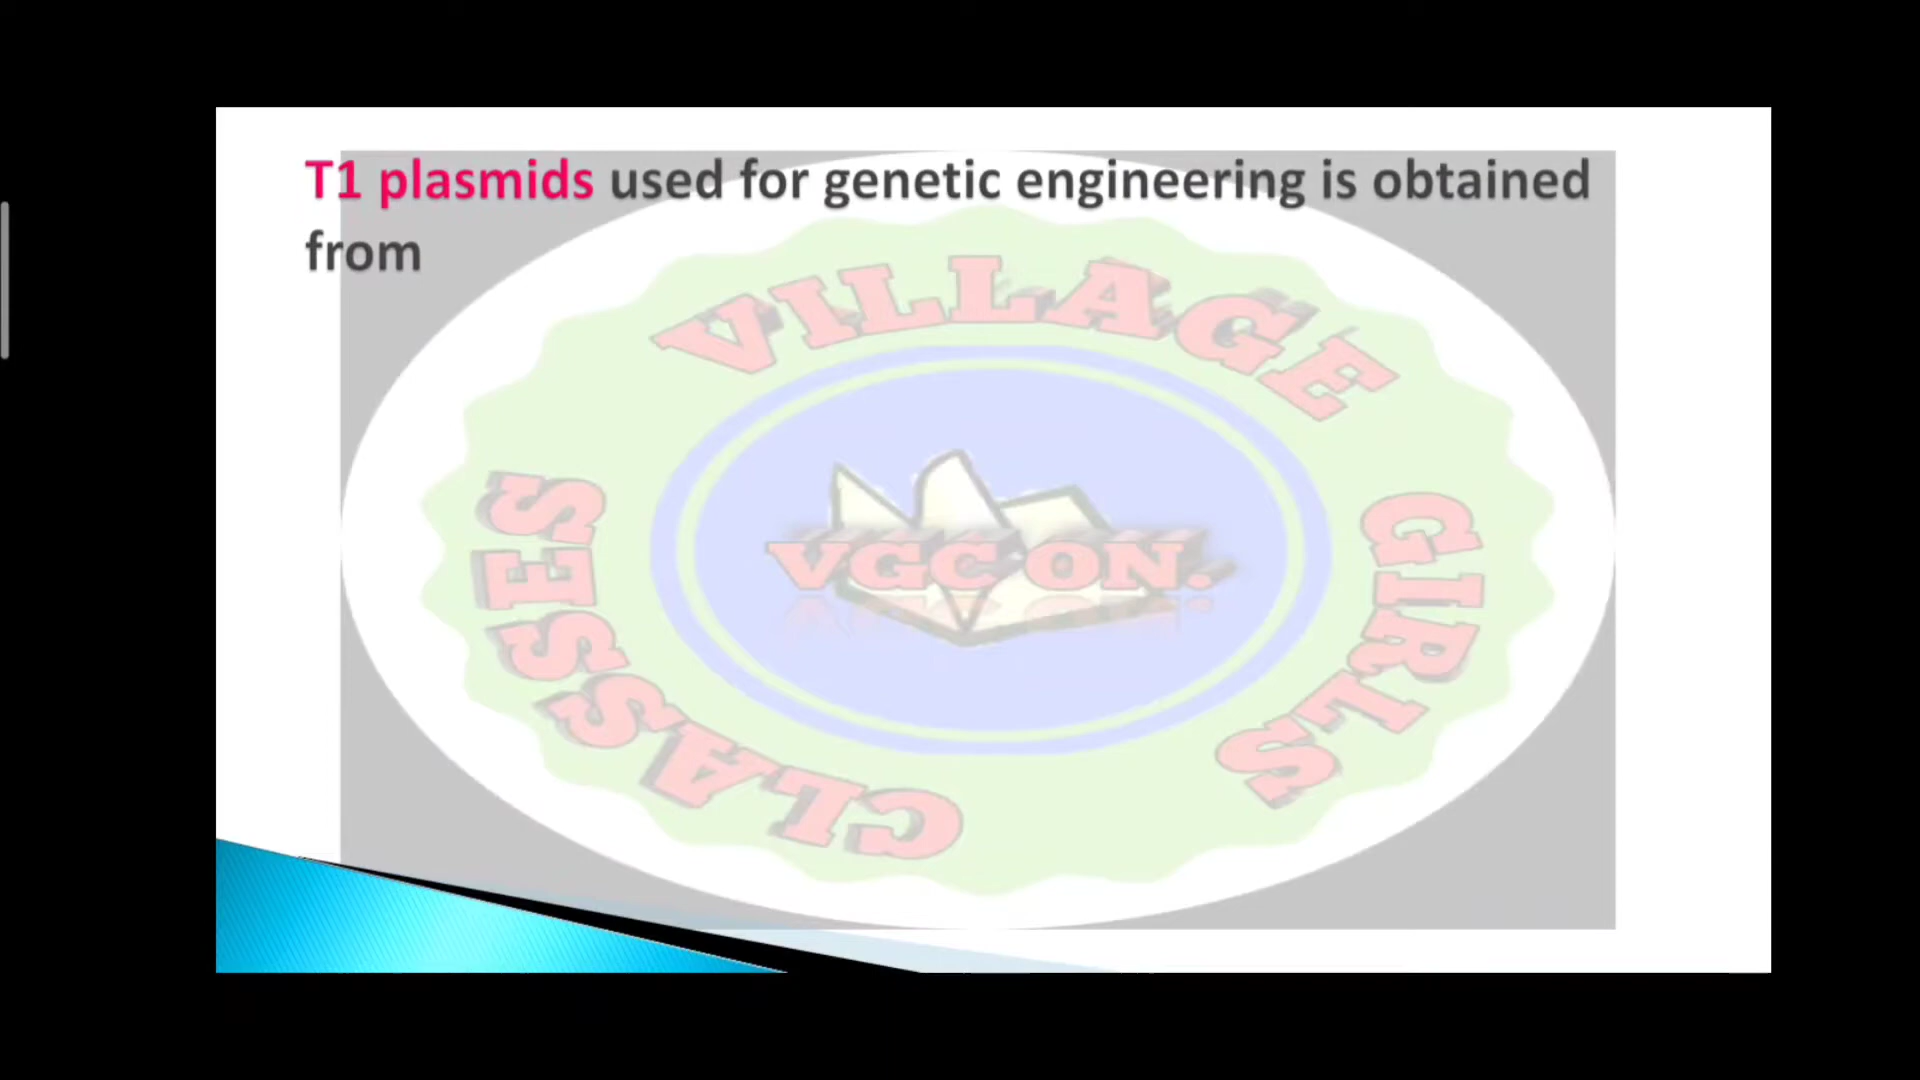 T1 plasmids used for genetic engineering is obtained
from
VILLAGE
GIRLS
CLASSES
VGC ON.